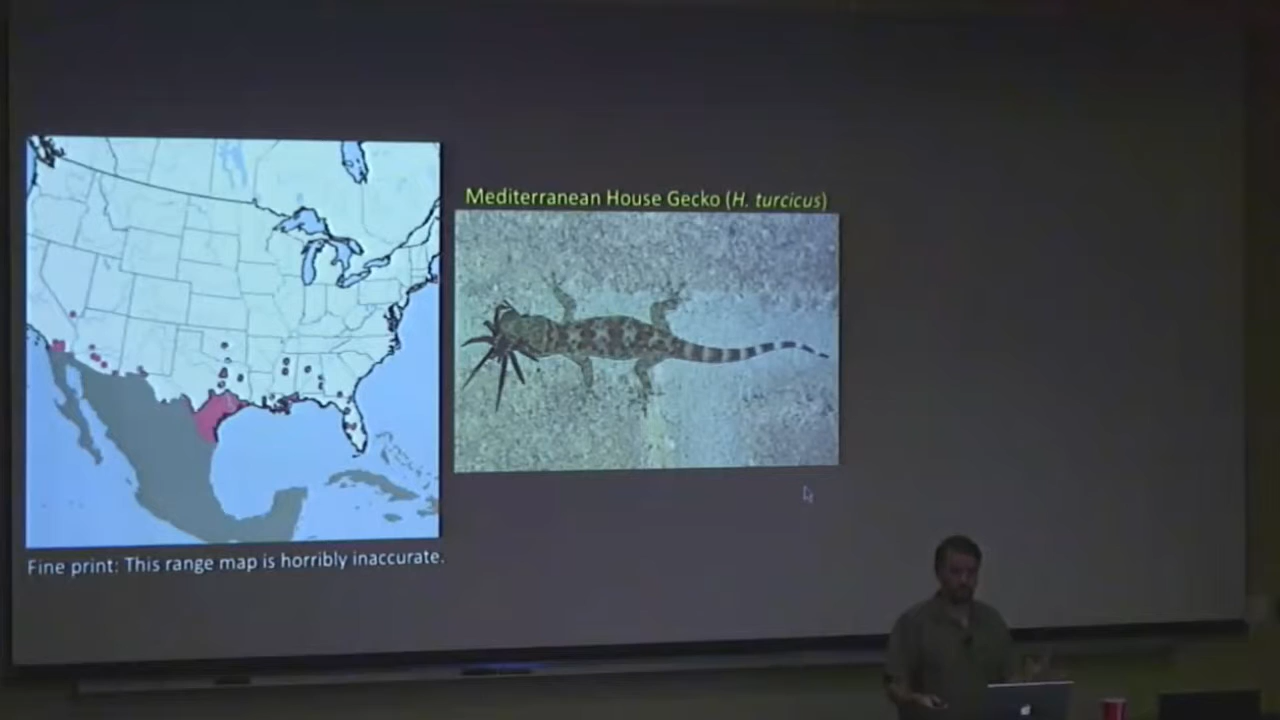 Mediterranean House Gecko (H. turcicus)
Fine print: This range map is horribly inaccurate.